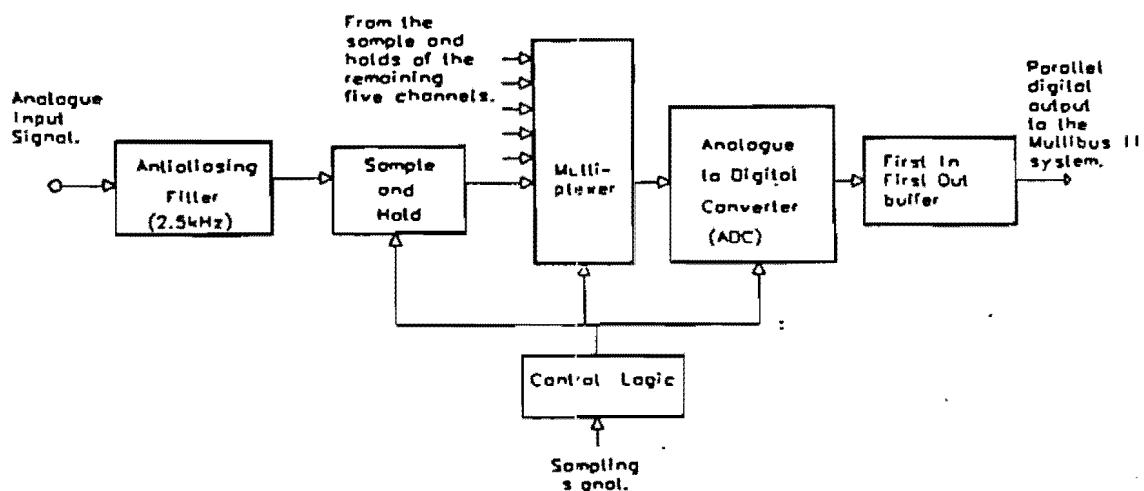 From the
sample and
holds of the
remaining
five channels.
Analogue
Input
Signal.
Antialiasing
Filter
(2.5kHz)
Sample
and
Hold
Multi-
plexer
Analogue
to Digital
Converter
(ADC)
First In
First Out
buffer
Parallel
digital
output
to the
Multibus II
system.
Control Logic
Sampling
signal.